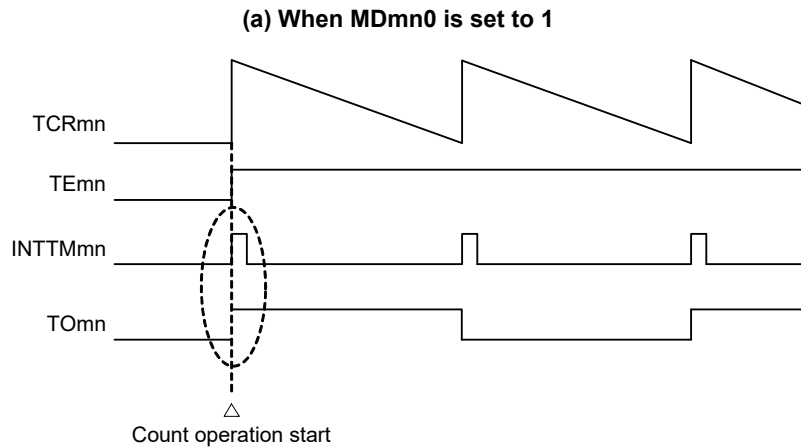 (a) When MDmn0 is set to 1
TCRmn
TEmn
INTTMmn
TOmn
Count operation start